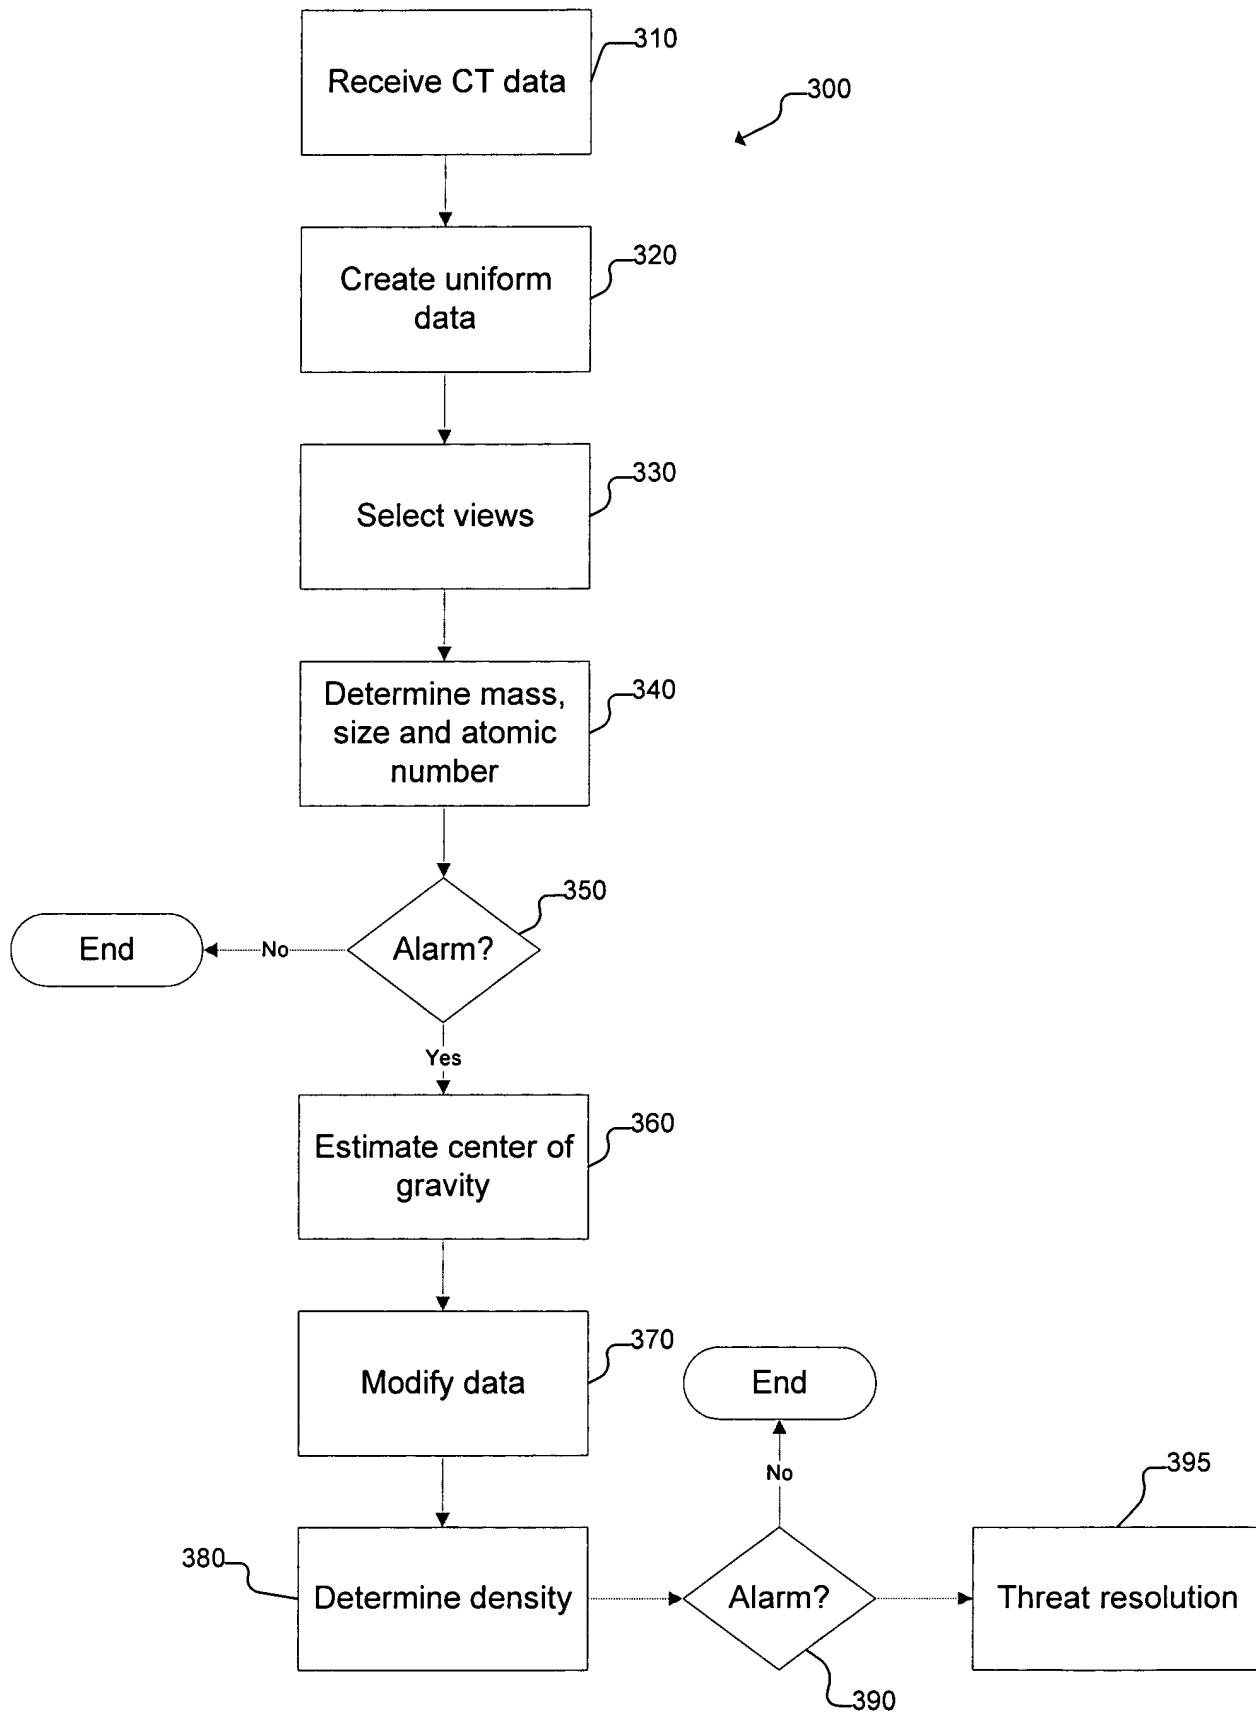 310
Receive CT data
300
320
Create uniform
data
330
Select views
340
Determine mass,
size and atomic
number
350
End
No
Alarm?
Yes
360
Estimate center of
gravity
370
Modify data
End
No
395
380
Determine density
Alarm?
Threat resolution
390